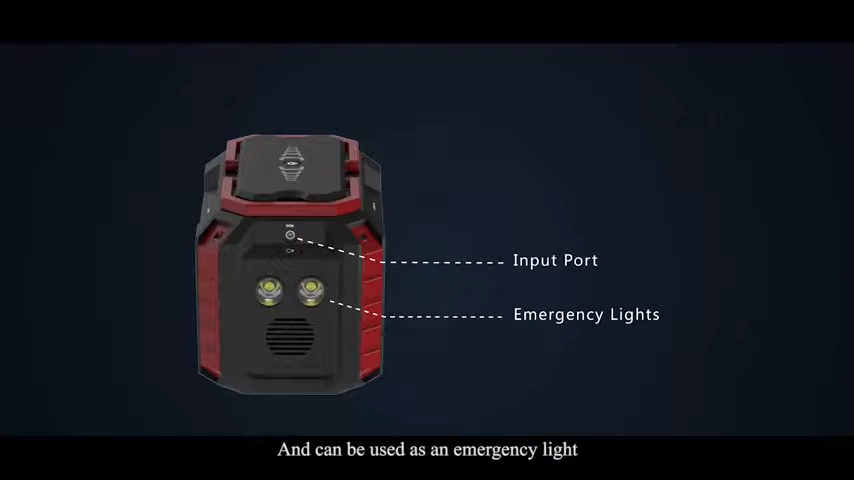 Input Port
Emergency Lights
And can be used as an emergency light